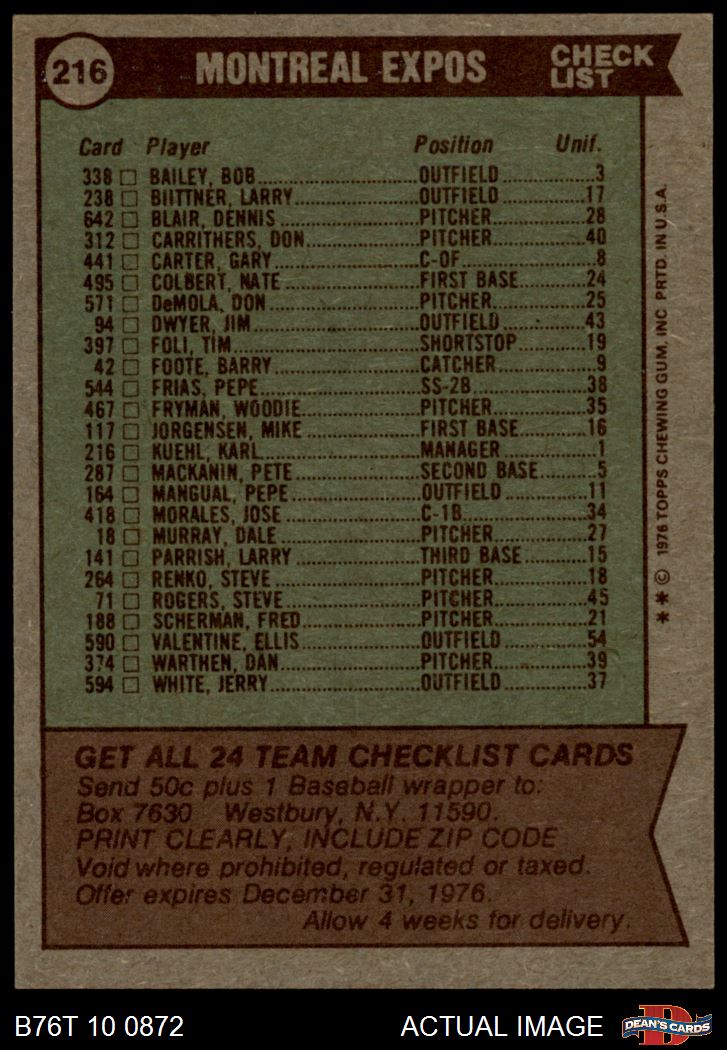 216 MONTREAL EXPOS CHECK LIST
Card Player Position Unif.
338 □ BAILEY, BOB OUTFIELD 3
238 □ BIITTNER, LARRY OUTFIELD 17
642 □ BLAIR, DENNIS PITCHER 28
312 □ CARRITHERS, DON PITCHER 40
441 □ CARTER, GARY C-OF 8
495 □ COLBERT, NATE FIRST BASE 24
571 □ DeMOLA, DON PITCHER 25
94 □ DWYER, JIM OUTFIELD 43
397 □ FOLI, TIM SHORTSTOP 19
42 □ FOOTE, BARRY CATCHER 9
544 □ FRIAS, PEPE SS-2B 38
467 □ FRYMAN, WOODIE PITCHER 35
117 □ JORGENSEN, MIKE FIRST BASE 16
216 □ KUEHL, KARL MANAGER 1
287 □ MACKANIN, PETE SECOND BASE 5
164 □ MANGUAL, PEPE OUTFIELD 11
418 □ MORALES, JOSE C-1B 34
18 □ MURRAY, DALE PITCHER 27
141 □ PARRISH, LARRY THIRD BASE 15
264 □ RENKO, STEVE PITCHER 18
71 □ ROGERS, STEVE PITCHER 45
188 □ SCHERMAN, FRED PITCHER 21
590 □ VALENTINE, ELLIS OUTFIELD 54
374 □ WARTHEN, DAN PITCHER 39
594 □ WHITE, JERRY OUTFIELD 37
** © 1976 TOPPS CHEWING GUM, INC PRTD. IN U.S.A.
GET ALL 24 TEAM CHECKLIST CARDS
Send 50c plus 1 Baseball wrapper to:
Box 7630 Westbury, N.Y. 11590.
PRINT CLEARLY, INCLUDE ZIP CODE
Void where prohibited, regulated or taxed.
Offer expires December 31, 1976.
Allow 4 weeks for delivery.
B76T 10 0872 ACTUAL IMAGE DEAN'S CARDS